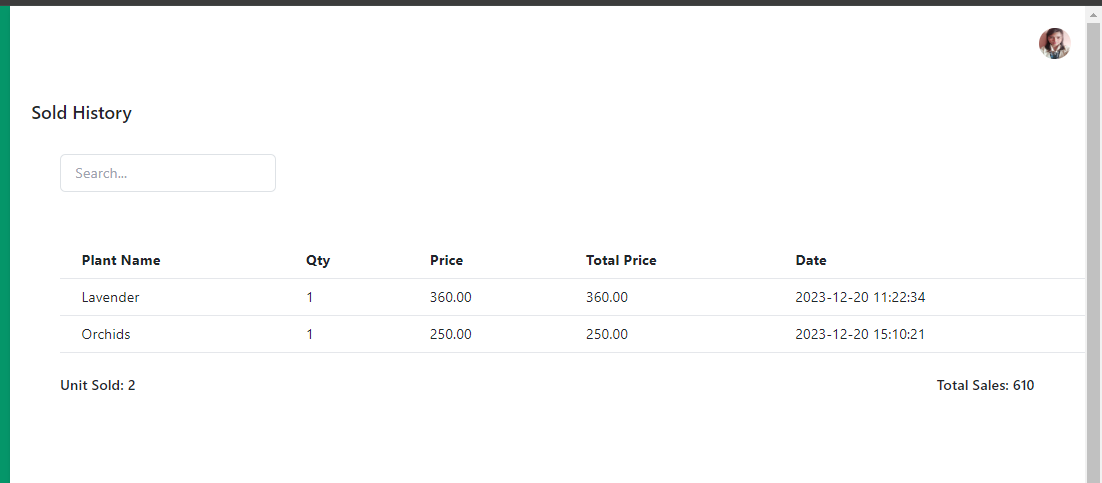 Sold History
Search...
Plant Name Qty Price Total Price Date
Lavender 1 360.00 360.00 2023-12-20 11:22:34
Orchids 1 250.00 250.00 2023-12-20 15:10:21
Unit Sold: 2 Total Sales: 610